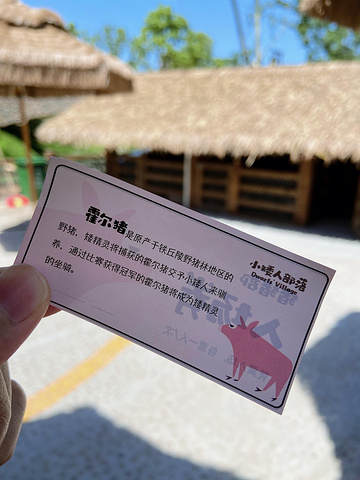 霍尔猪是原产于铁丘陵野猪林地区的
野猪，矮精灵将捕获的霍尔猪交予小矮人来驯
养，通过比赛获得冠军的霍尔猪将成为矮精灵
的坐骑。
小矮人部落
Dwarfs Village